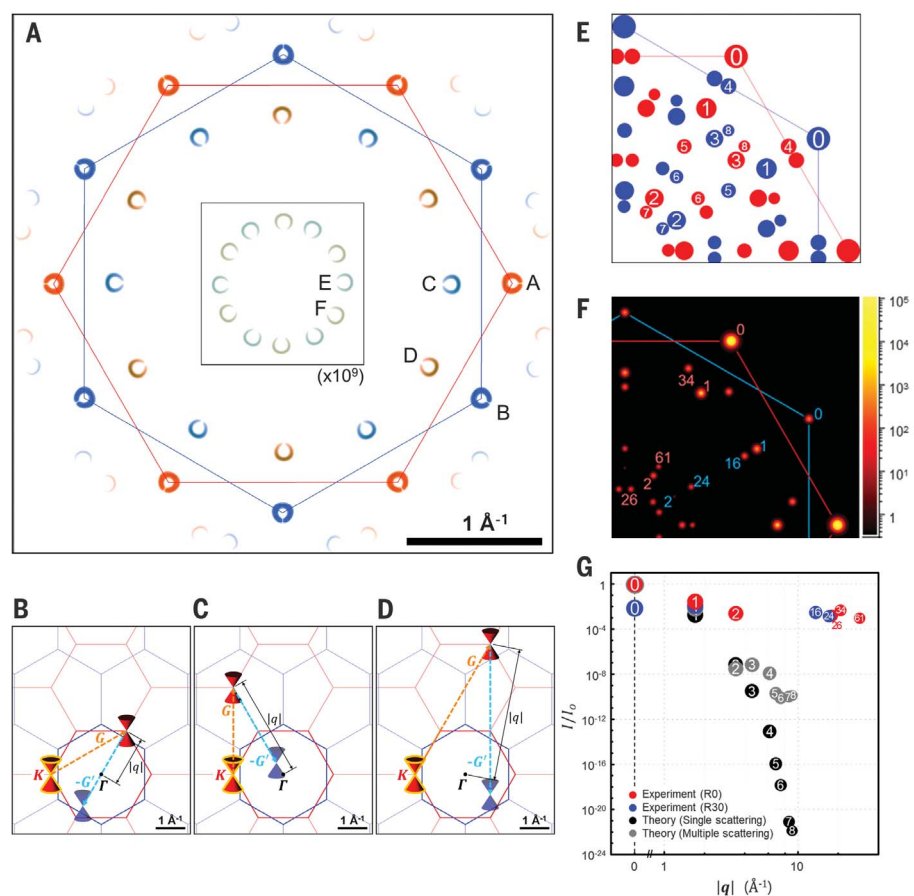 A
E
C
E
A
F
D
(x10⁹)
B
1 Å⁻¹
E
0
4
1
0
3
8
5
8
4
3
1
6
2
6
5
7
2
7
F
10⁵
10⁴
10³
10²
10¹
1
0
34
1
0
1
16
61
2
24
26
2
B
C
D
G
G
G
|q|
|q|
|q|
K
-G'
Γ
K
-G'
Γ
K
-G'
Γ
1 Å⁻¹
1 Å⁻¹
1 Å⁻¹
G
I/Iₒ
1
10⁻⁴
10⁻⁸
10⁻¹²
10⁻¹⁶
10⁻²⁰
10⁻²⁴
0
0
1
1
2
16
24
26
61
2
3
4
5
6
7
8
3
4
5
6
7
8
Experiment (R0)
Experiment (R30)
Theory (Single scattering)
Theory (Multiple scattering)
0
1
10
|q| (Å⁻¹)